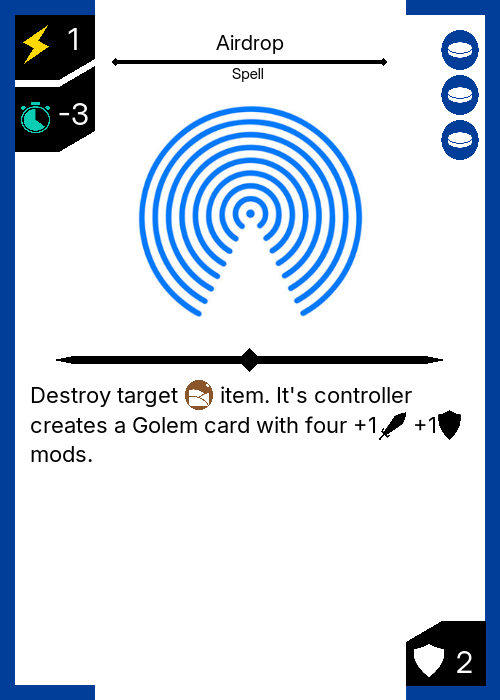 1
Airdrop
Spell
-3
Destroy target item. It's controller
creates a Golem card with four +1 +1
mods.
2